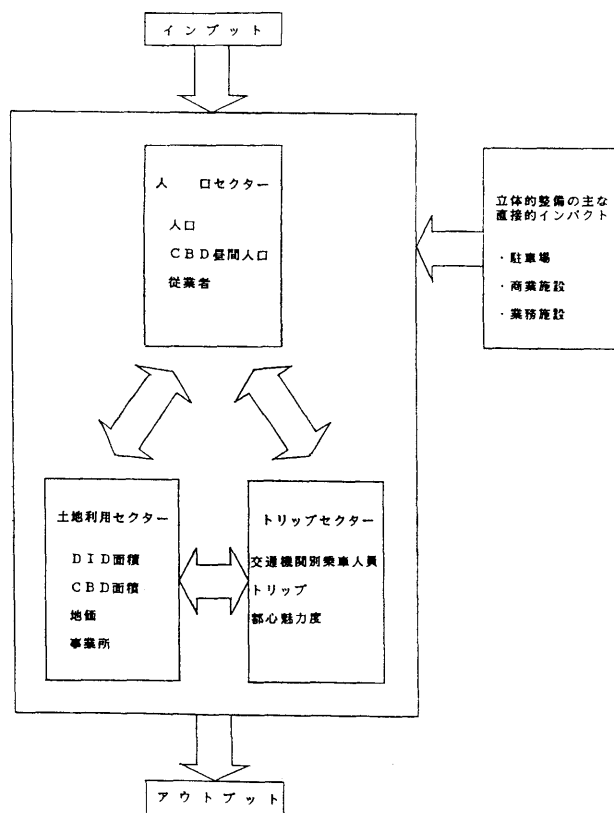 インプット
人口セクター
人口
CBD昼間人口
従業者
立体的整備の主な
直接的インパクト
・駐車場
・商業施設
・業務施設
土地利用セクター
DID面積
CBD面積
地価
事業所
トリップセクター
交通機関別乗車人員
トリップ
都心魅力度
アウトプット